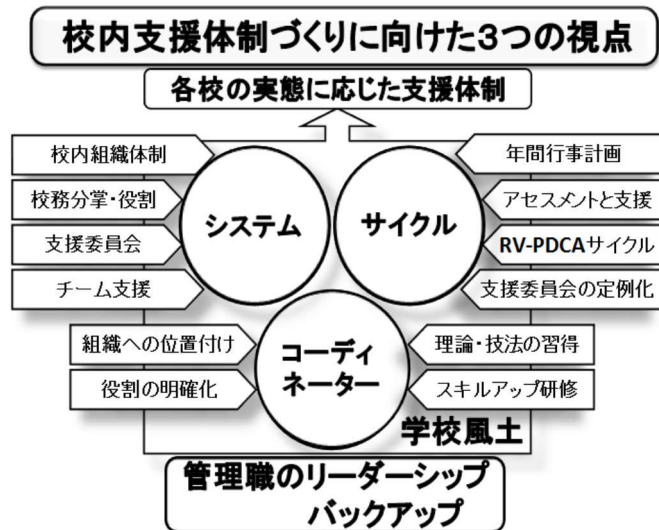 校内支援体制づくりに向けた3つの視点
各校の実態に応じた支援体制
校内組織体制
校務分掌・役割
支援委員会
チーム支援
システム
サイクル
年間行事計画
アセスメントと支援
RV-PDCAサイクル
支援委員会の定例化
組織への位置付け
役割の明確化
コーディ
ネーター
理論・技法の習得
スキルアップ研修
学校風土
管理職のリーダーシップ
バックアップ